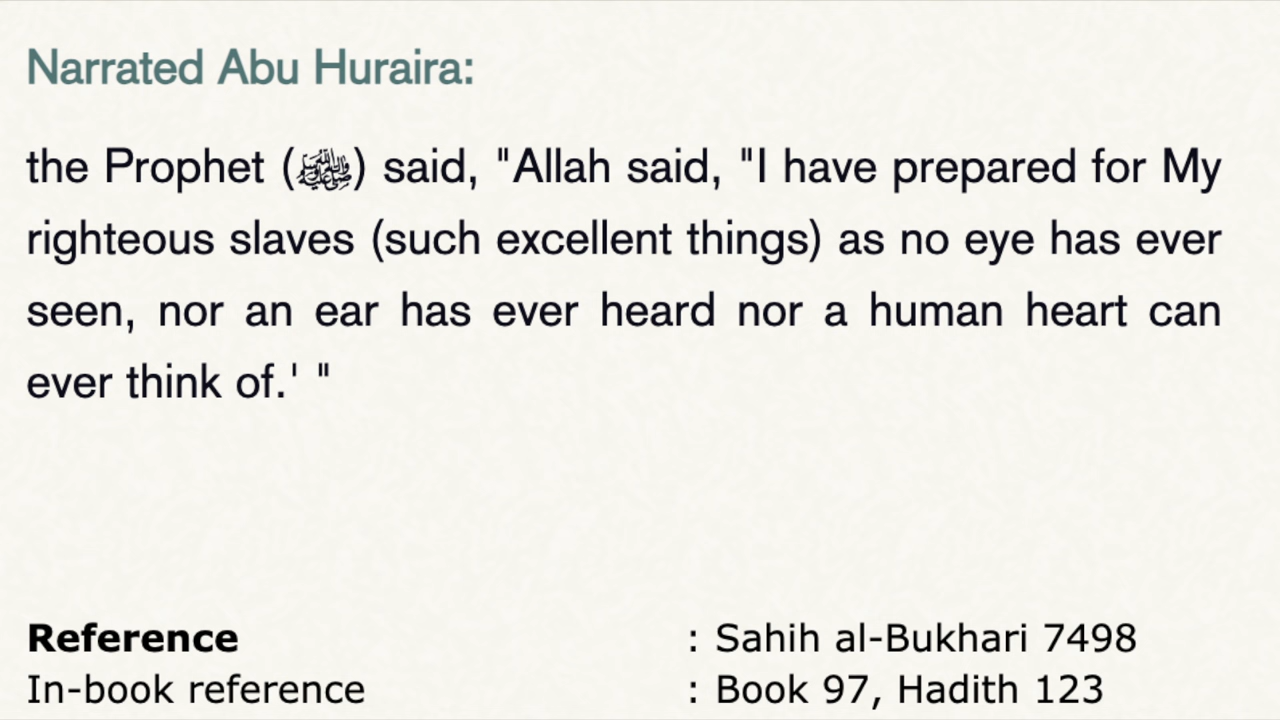 Narrated Abu Huraira:
the Prophet (ﷺ) said, "Allah said, "I have prepared for My
righteous slaves (such excellent things) as no eye has ever
seen, nor an ear has ever heard nor a human heart can
ever think of.' "
Reference : Sahih al-Bukhari 7498
In-book reference : Book 97, Hadith 123